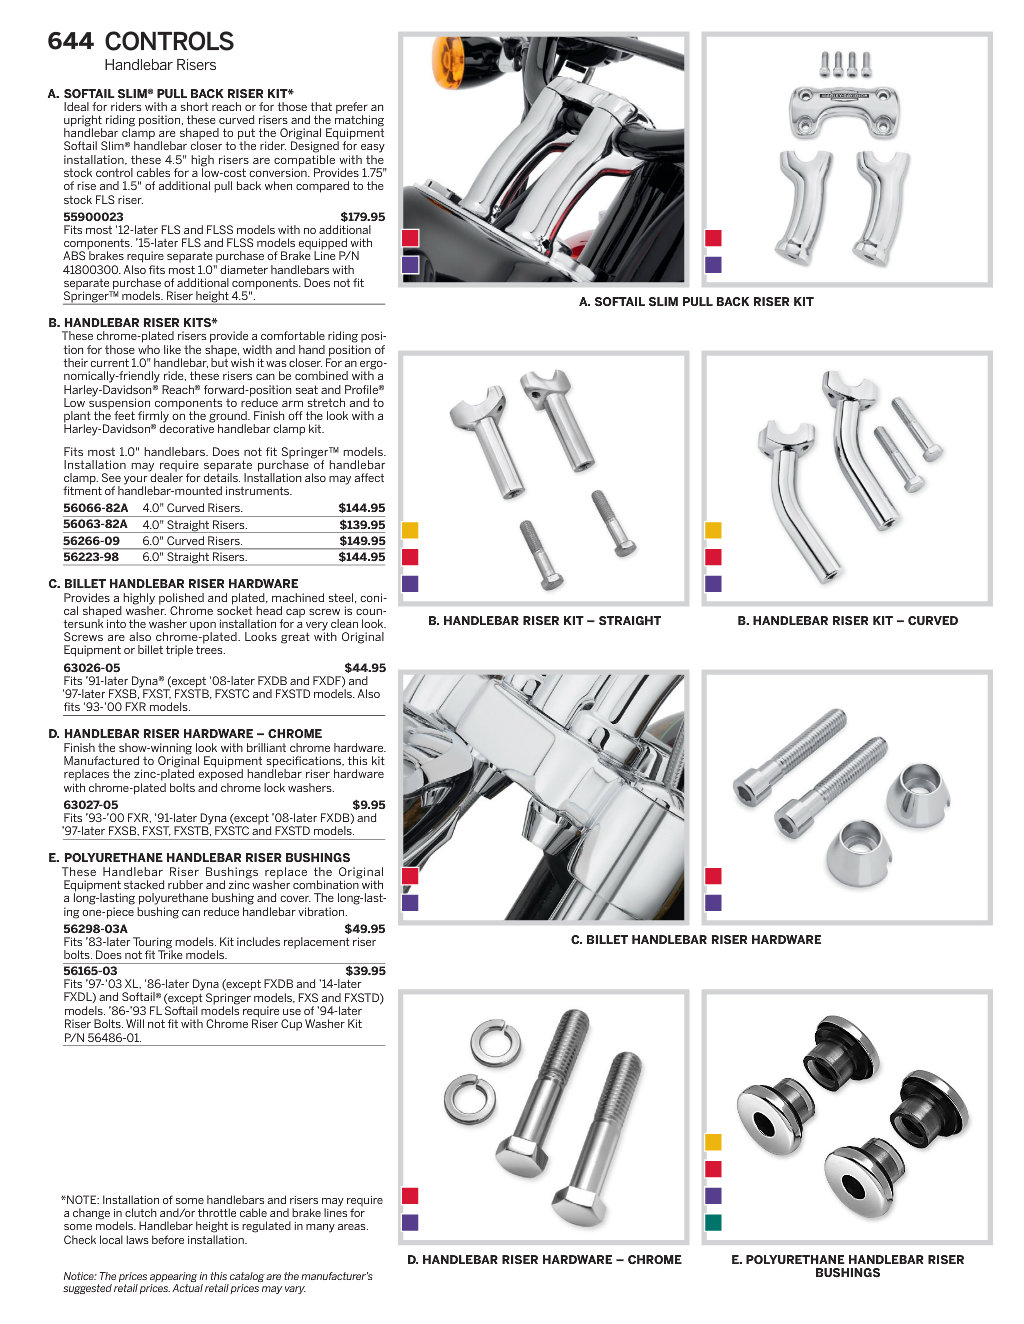 644 CONTROLS
Handlebar Risers
A. SOFTAIL SLIM® PULL BACK RISER KIT*
Ideal for riders with a short reach or for those that prefer an
upright riding position, these curved risers and the matching
handlebar clamp are shaped to put the Original Equipment
Softail Slim® handlebar closer to the rider. Designed for easy
installation, these 4.5" high risers are compatible with the
stock control cables for a low-cost conversion. Provides 1.75"
of rise and 1.5" of additional pull back when compared to the
stock FLS riser.
55900023 $179.95
Fits most '12-later FLS and FLSS models with no additional
components. '15-later FLS and FLSS models equipped with
ABS brakes require separate purchase of Brake Line P/N
41800300. Also fits most 1.0" diameter handlebars with
separate purchase of additional components. Does not fit
Springer™ models. Riser height 4.5".
B. HANDLEBAR RISER KITS*
These chrome-plated risers provide a comfortable riding posi-
tion for those who like the shape, width and hand position of
their current 1.0" handlebar, but wish it was closer. For an ergo-
nomically-friendly ride, these risers can be combined with a
Harley-Davidson® Reach® forward-position seat and Profile®
Low suspension components to reduce arm stretch and to
plant the feet firmly on the ground. Finish off the look with a
Harley-Davidson® decorative handlebar clamp kit.
Fits most 1.0" handlebars. Does not fit Springer™ models.
Installation may require separate purchase of handlebar
clamp. See your dealer for details. Installation also may affect
fitment of handlebar-mounted instruments.
56066-82A 4.0" Curved Risers. $144.95
56063-82A 4.0" Straight Risers. $139.95
56266-09 6.0" Curved Risers. $149.95
56223-98 6.0" Straight Risers. $144.95
C. BILLET HANDLEBAR RISER HARDWARE
Provides a highly polished and plated, machined steel, coni-
cal shaped washer. Chrome socket head cap screw is coun-
tersunk into the washer upon installation for a very clean look.
Screws are also chrome-plated. Looks great with Original
Equipment or billet triple trees.
63026-05 $44.95
Fits '91-later Dyna® (except '08-later FXDB and FXDF) and
'97-later FXSB, FXST, FXSTB, FXSTC and FXSTD models. Also
fits '93-'00 FXR models.
D. HANDLEBAR RISER HARDWARE – CHROME
Finish the show-winning look with brilliant chrome hardware.
Manufactured to Original Equipment specifications, this kit
replaces the zinc-plated exposed handlebar riser hardware
with chrome-plated bolts and chrome lock washers.
63027-05 $9.95
Fits '93-'00 FXR, '91-later Dyna (except '08-later FXDB) and
'97-later FXSB, FXST, FXSTB, FXSTC and FXSTD models.
E. POLYURETHANE HANDLEBAR RISER BUSHINGS
These Handlebar Riser Bushings replace the Original
Equipment stacked rubber and zinc washer combination with
a long-lasting polyurethane bushing and cover. The long-last-
ing one-piece bushing can reduce handlebar vibration.
56298-03A $49.95
Fits '83-later Touring models. Kit includes replacement riser
bolts. Does not fit Trike models.
56165-03 $39.95
Fits '97-'03 XL, '86-later Dyna (except FXDB and '14-later
FXDL) and Softail® (except Springer models, FXS and FXSTD)
models. '86-'93 FL Softail models require use of '94-later
Riser Bolts. Will not fit with Chrome Riser Cup Washer Kit
P/N 56486-01.
*NOTE: Installation of some handlebars and risers may require
a change in clutch and/or throttle cable and brake lines for
some models. Handlebar height is regulated in many areas.
Check local laws before installation.
Notice: The prices appearing in this catalog are the manufacturer's
suggested retail prices. Actual retail prices may vary.
HARLEY-DAVIDSON
A. SOFTAIL SLIM PULL BACK RISER KIT
B. HANDLEBAR RISER KIT – STRAIGHT
B. HANDLEBAR RISER KIT – CURVED
C. BILLET HANDLEBAR RISER HARDWARE
D. HANDLEBAR RISER HARDWARE – CHROME
E. POLYURETHANE HANDLEBAR RISER
BUSHINGS